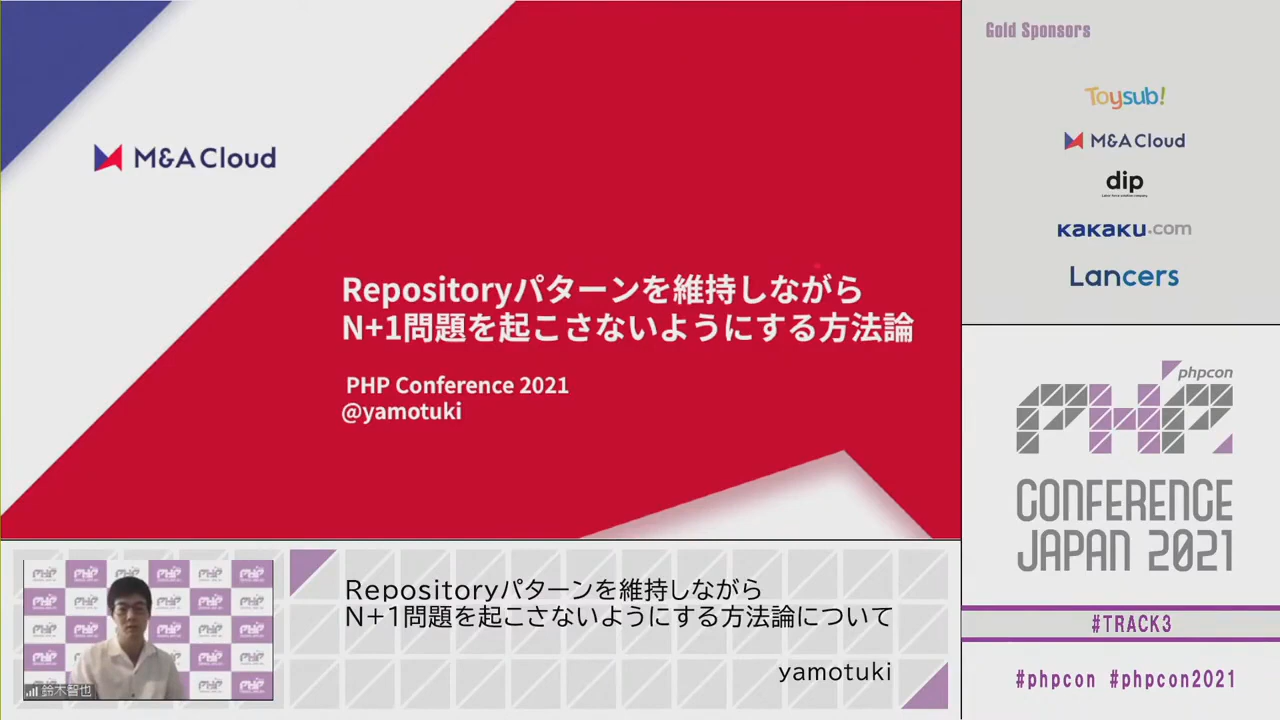 M&A Cloud
Repositoryパターンを維持しながら
N+1問題を起こさないようにする方法論
PHP Conference 2021
@yamotuki
Gold Sponsors
Toysub!
M&A Cloud
dip
kakaku.com
Lancers
phpcon
PHP
CONFERENCE
JAPAN 2021
#TRACK3
#phpcon #phpcon2021
Repositoryパターンを維持しながら
N+1問題を起こさないようにする方法論について
yamotuki
鈴木智也